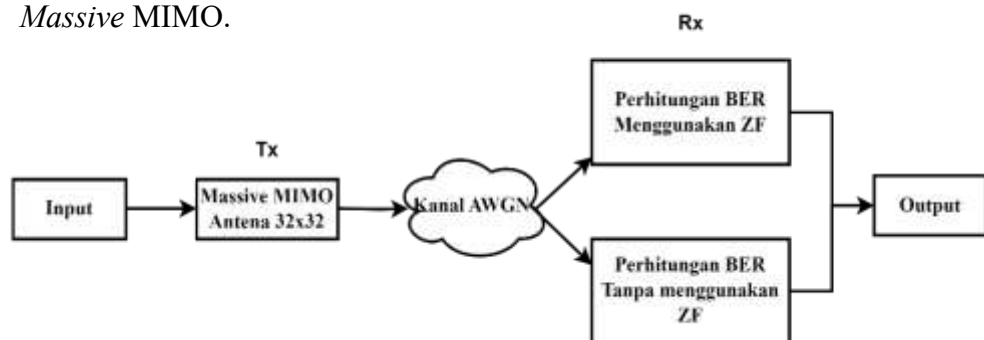 Massive MIMO.
Rx
Perhitungan BER
Menggunakan ZF
Tx
Input
Massive MIMO
Antena 32x32
Kanal AWGN
Output
Perhitungan BER
Tanpa menggunakan
ZF